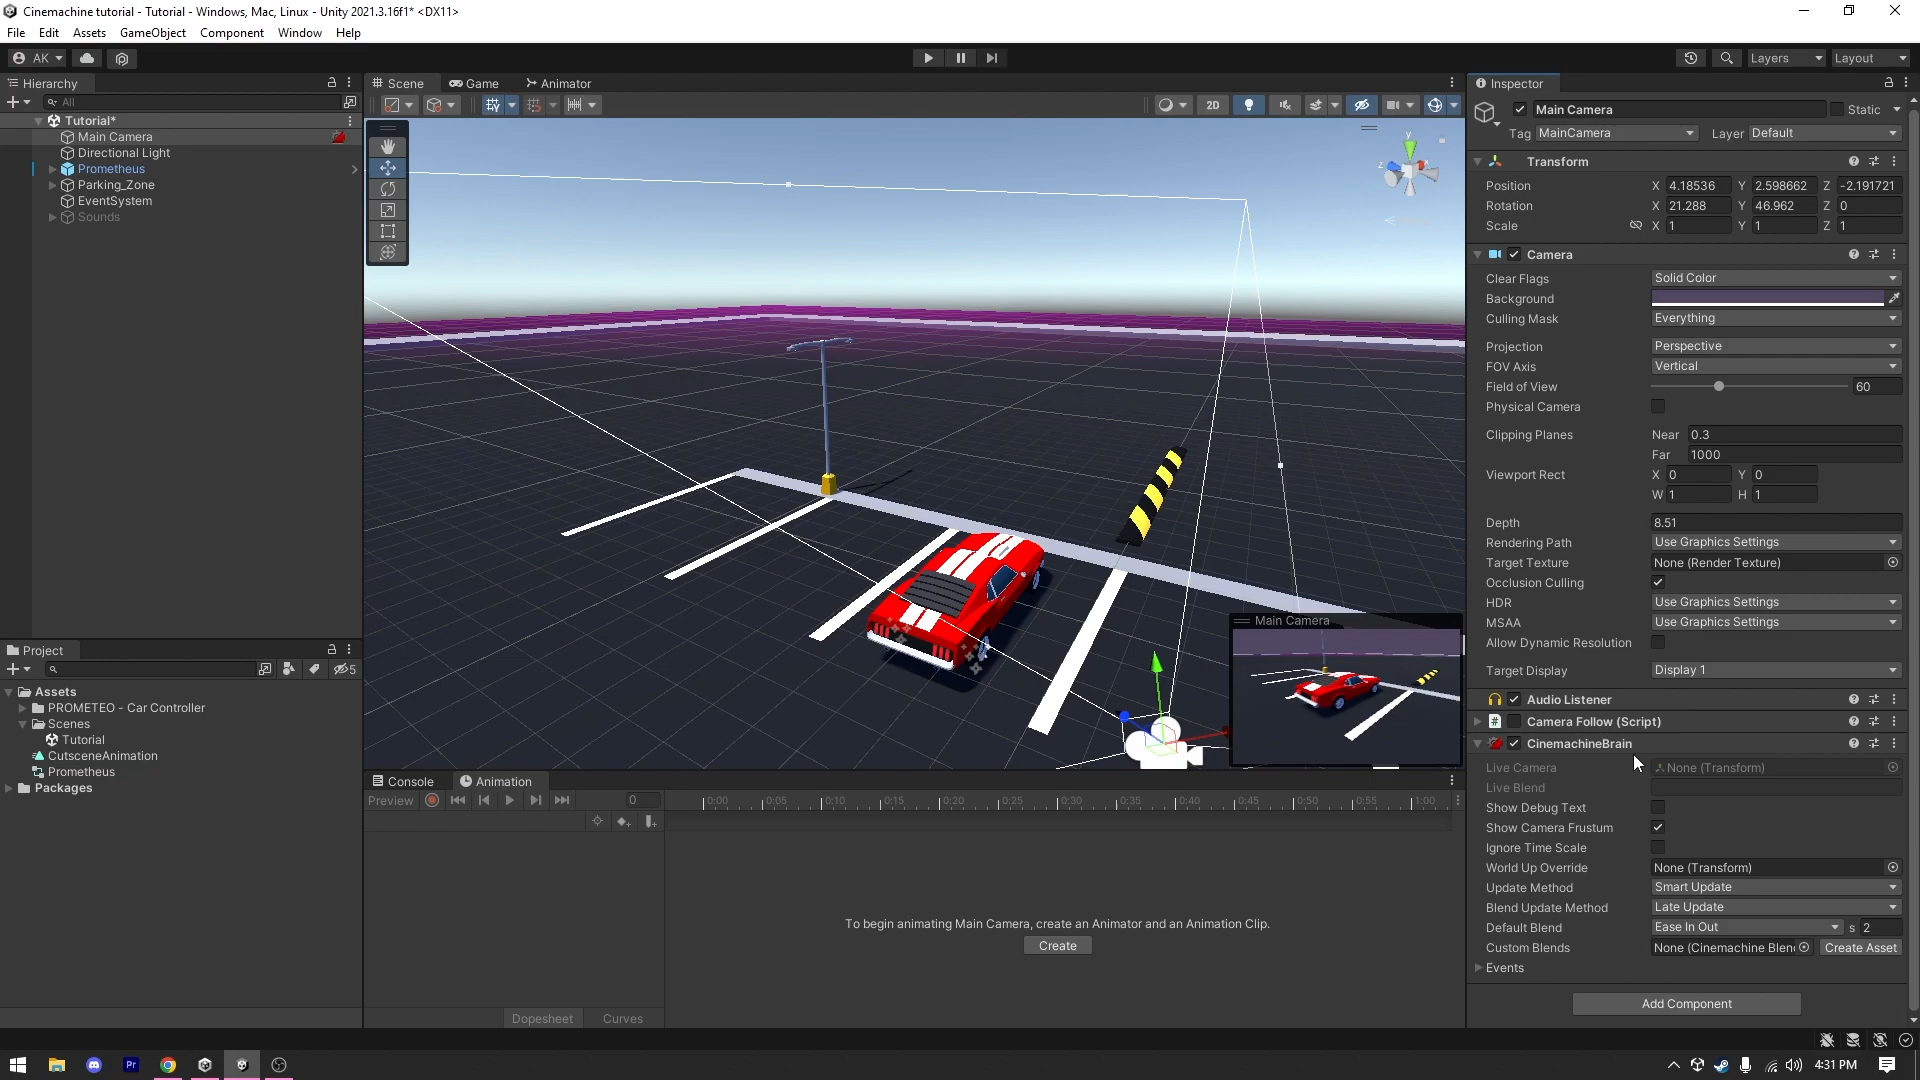 Cinemachine tutorial - Tutorial - Windows, Mac, Linux - Unity 2021.3.16f1* <DX11>
File Edit Assets GameObject Component Window Help
AK
Layers
Layout
Hierarchy
Scene
Game
Animator
Inspector
All
2D
Tutorial*
Main Camera
Directional Light
Prometheus
Parking_Zone
EventSystem
Sounds
y
z
Main Camera
Static
Tag MainCamera
Layer Default
Transform
Position X 4.18536 Y 2.598662 Z -2.191721
Rotation X 21.288 Y 46.962 Z 0
Scale X 1 Y 1 Z 1
Camera
Clear Flags Solid Color
Background
Culling Mask Everything
Projection Perspective
FOV Axis Vertical
Field of View 60
Physical Camera
Clipping Planes Near 0.3
Far 1000
Viewport Rect X 0 Y 0
W 1 H 1
Depth 8.51
Rendering Path Use Graphics Settings
Target Texture None (Render Texture)
Occlusion Culling
HDR Use Graphics Settings
MSAA Use Graphics Settings
Allow Dynamic Resolution
Target Display Display 1
Audio Listener
# Camera Follow (Script)
CinemachineBrain
Live Camera None (Transform)
Live Blend
Show Debug Text
Show Camera Frustum
Ignore Time Scale
World Up Override None (Transform)
Update Method Smart Update
Blend Update Method Late Update
Default Blend Ease In Out s 2
Custom Blends None (Cinemachine Blen Create Asset
Events
Add Component
Main Camera
Project
5
Assets
PROMETEO - Car Controller
Scenes
Tutorial
CutsceneAnimation
Prometheus
Packages
Console
Animation
Preview
0
0:00 0:05 0:10 0:15 0:20 0:25 0:30 0:35 0:40 0:45 0:50 0:55 1:00
To begin animating Main Camera, create an Animator and an Animation Clip.
Create
Dopesheet
Curves
Pr
4:31 PM